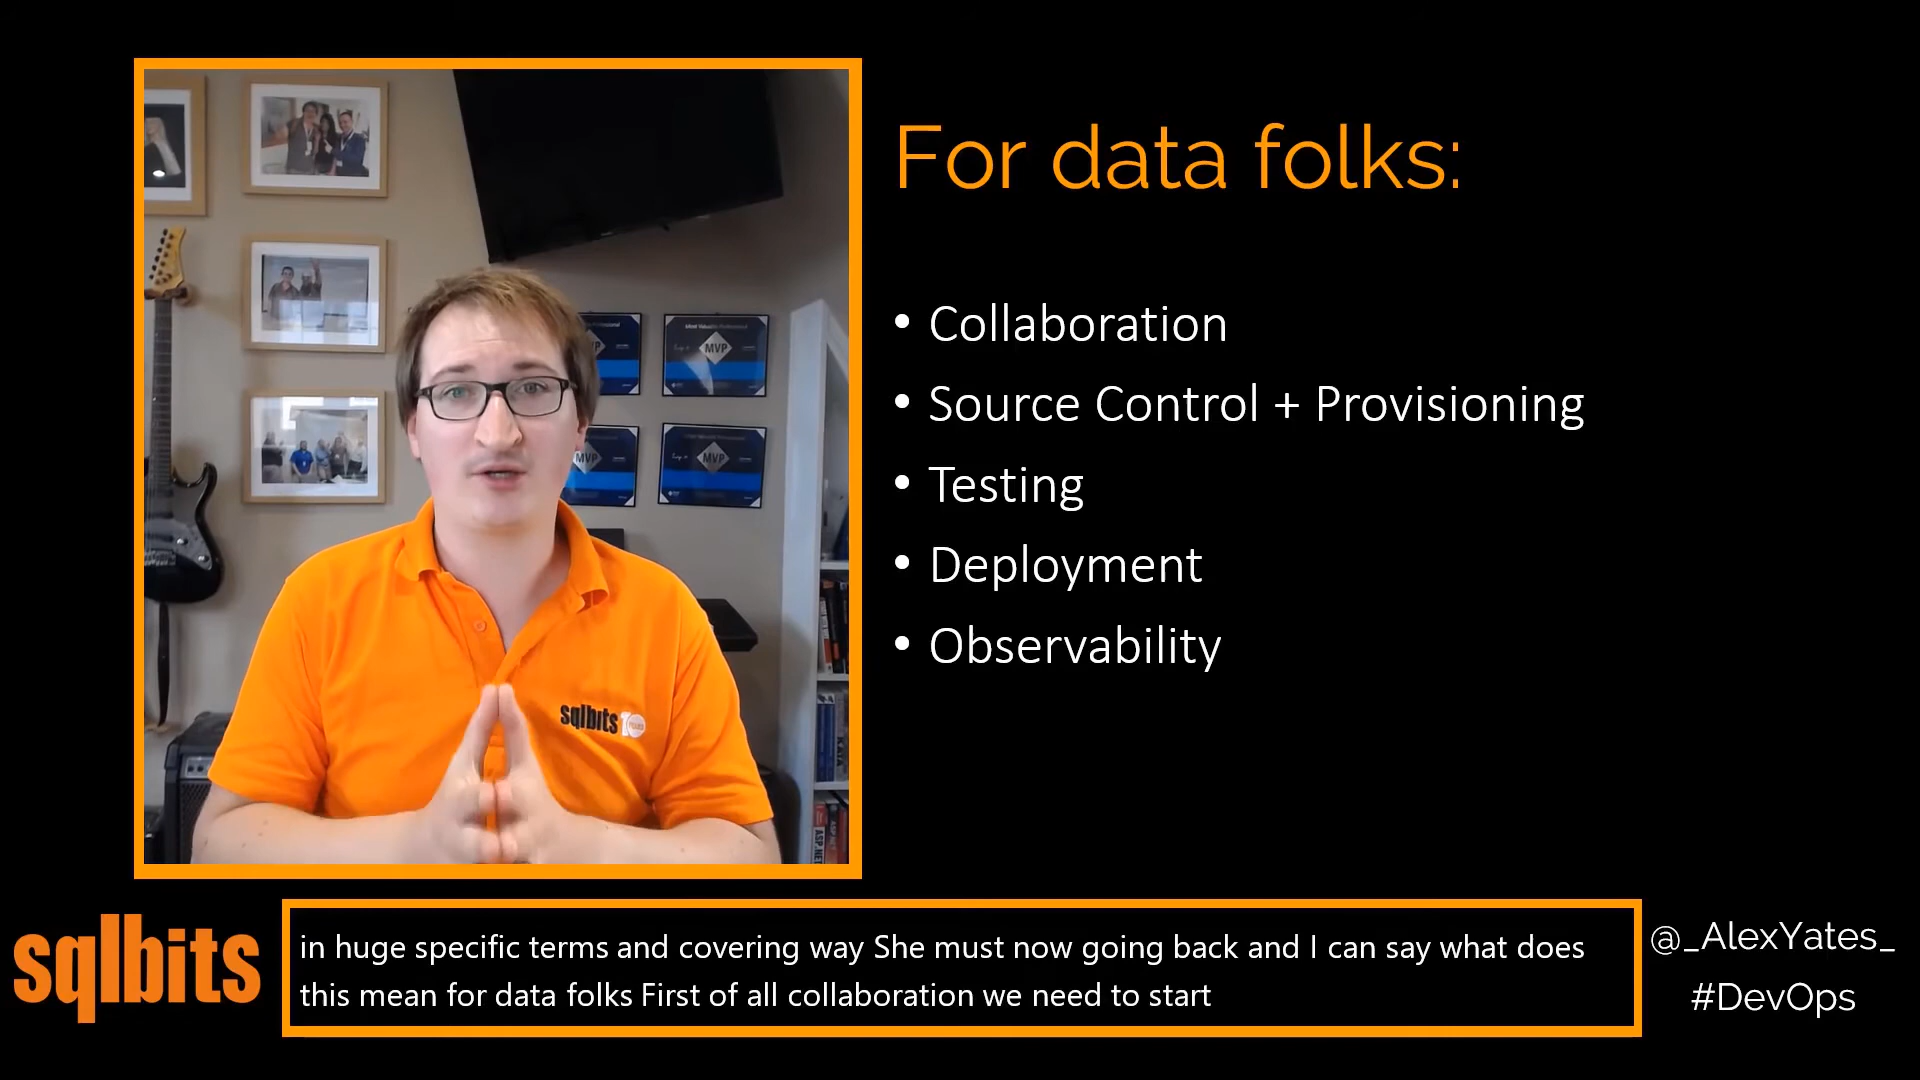 For data folks:
• Collaboration
• Source Control + Provisioning
• Testing
• Deployment
• Observability
MVP
MVP
MVP
sqlbits 10
sqlbits
in huge specific terms and covering way She must now going back and I can say what does
this mean for data folks First of all collaboration we need to start
@_AlexYates_
#DevOps